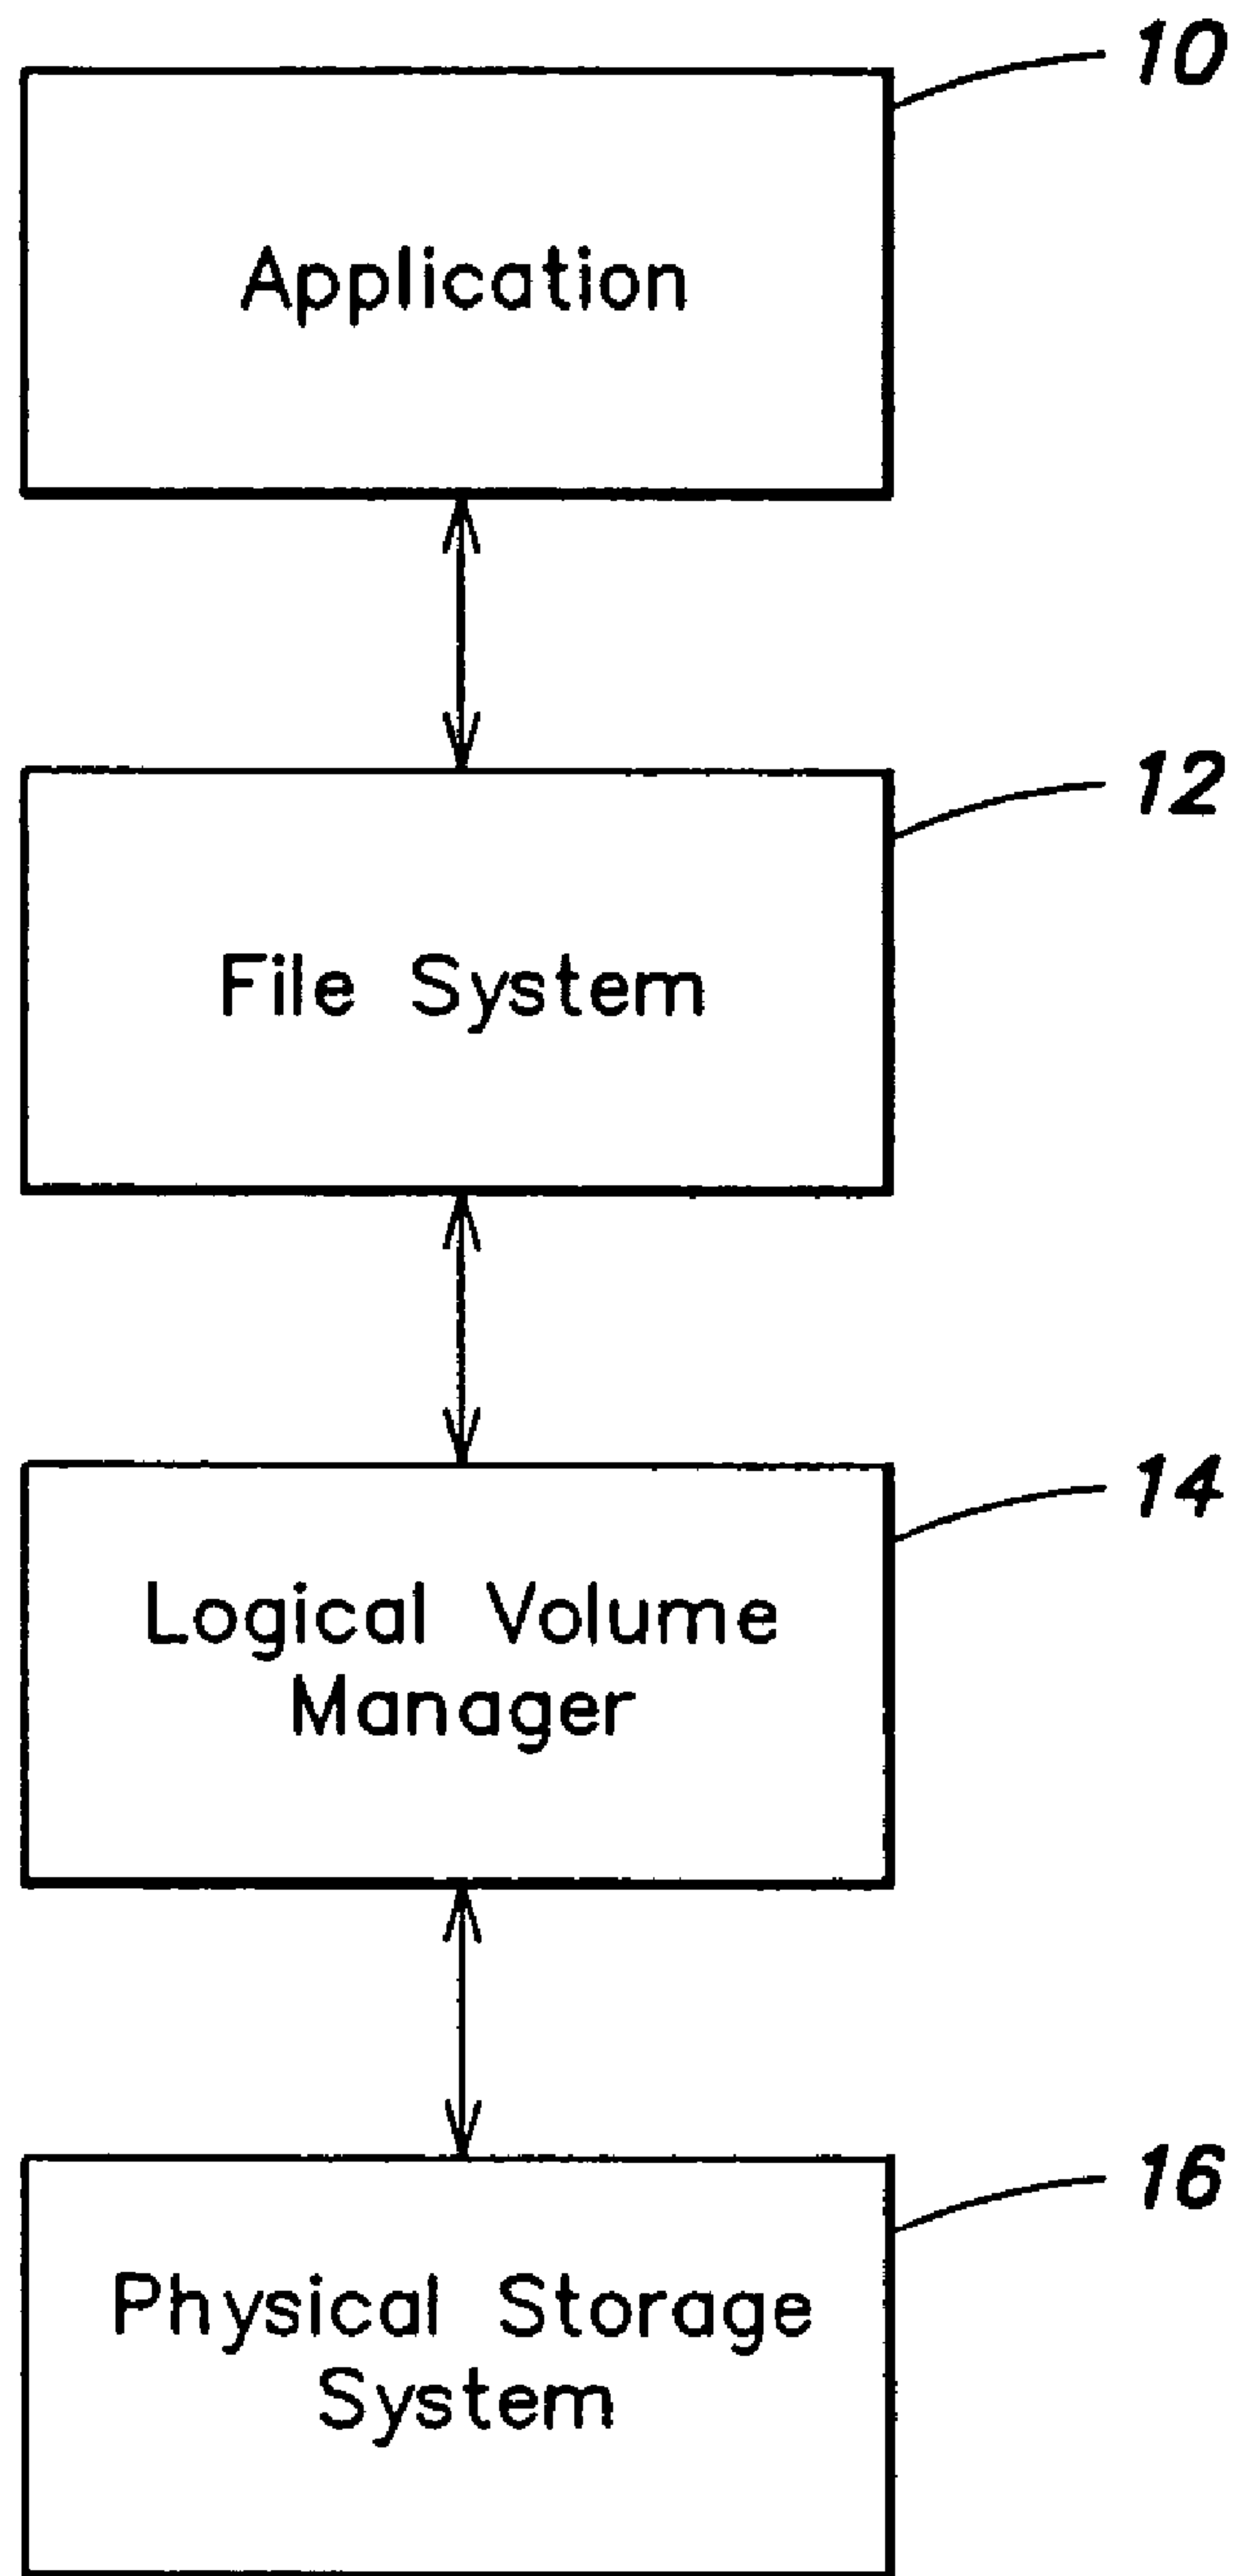 10
Application
12
File System
14
Logical Volume
Manager
16
Physical Storage
System